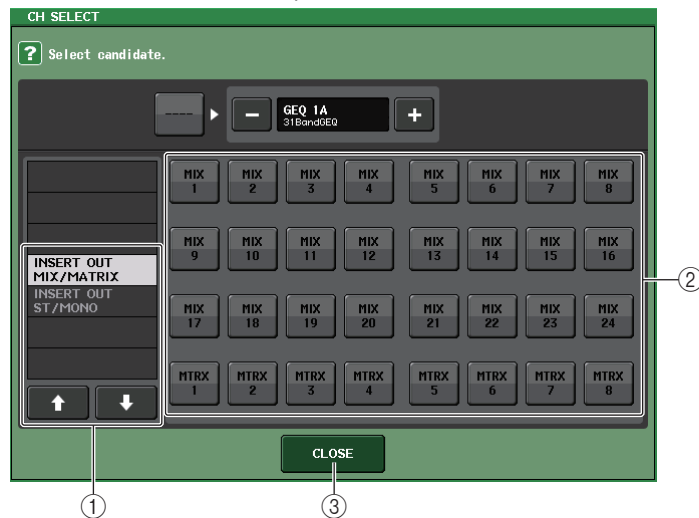 CH SELECT
? Select candidate.
---- − GEQ 1A +
31BandGEQ
INSERT OUT
MIX/MATRIX
INSERT OUT
ST/MONO
MIX 1 MIX 2 MIX 3 MIX 4 MIX 5 MIX 6 MIX 7 MIX 8
MIX 9 MIX 10 MIX 11 MIX 12 MIX 13 MIX 14 MIX 15 MIX 16
MIX 17 MIX 18 MIX 19 MIX 20 MIX 21 MIX 22 MIX 23 MIX 24
MTRX 1 MTRX 2 MTRX 3 MTRX 4 MTRX 5 MTRX 6 MTRX 7 MTRX 8
②
CLOSE
① ③